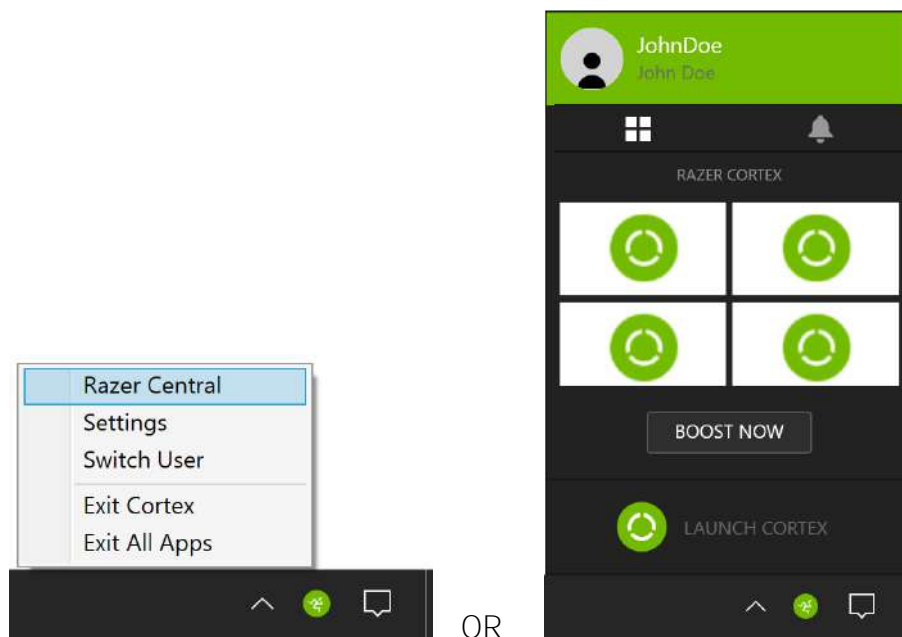 Razer Central
Settings
Switch User
Exit Cortex
Exit All Apps
OR
JohnDoe
John Doe
RAZER CORTEX
BOOST NOW
LAUNCH CORTEX